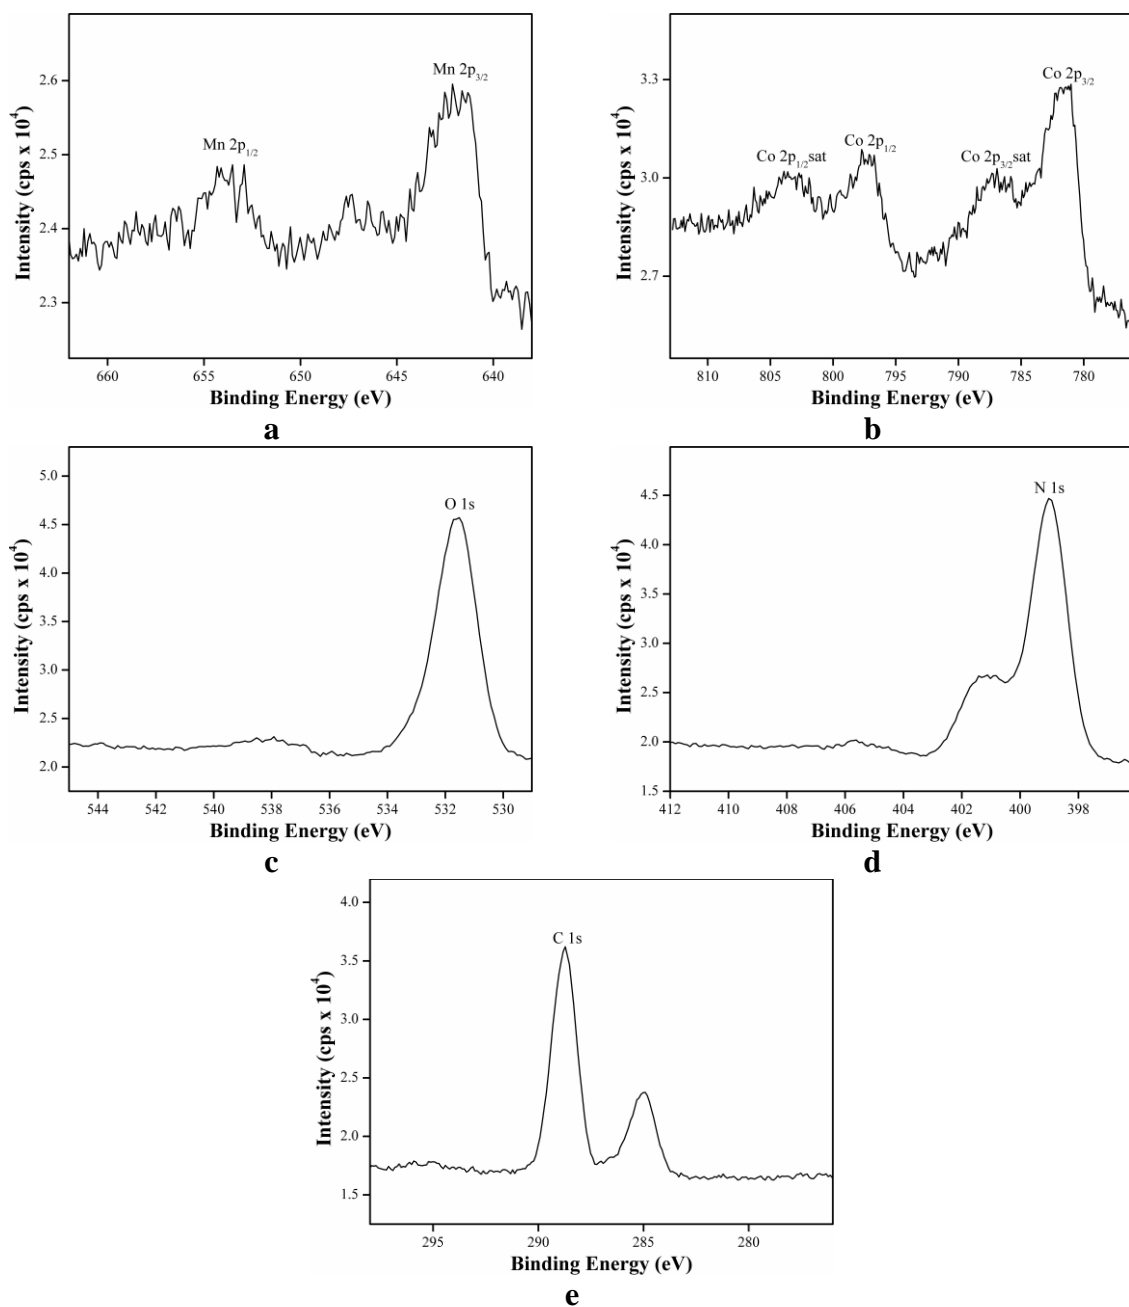 Mn 2p3/2
Mn 2p1/2
2.6
2.5
2.4
2.3
Intensity (cps x 10^4)
660 655 650 645 640
Binding Energy (eV)
a
Co 2p3/2
Co 2p1/2
Co 2p1/2sat
Co 2p3/2sat
3.3
3.0
2.7
Intensity (cps x 10^4)
810 805 800 795 790 785 780
Binding Energy (eV)
b
O 1s
5.0
4.5
4.0
3.5
3.0
2.5
2.0
Intensity (cps x 10^4)
544 542 540 538 536 534 532 530
Binding Energy (eV)
c
N 1s
4.5
4.0
3.5
3.0
2.5
2.0
1.5
Intensity (cps x 10^4)
412 410 408 406 404 402 400 398
Binding Energy (eV)
d
C 1s
4.0
3.5
3.0
2.5
2.0
1.5
Intensity (cps x 10^4)
295 290 285 280
Binding Energy (eV)
e